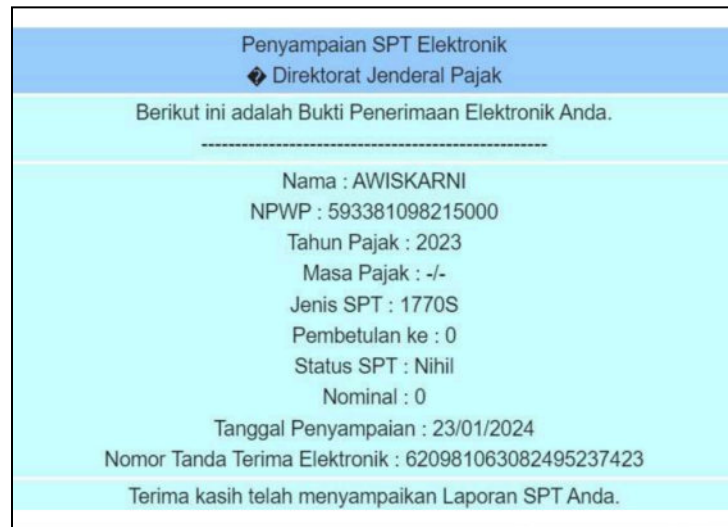 Penyampaian SPT Elektronik
� Direktorat Jenderal Pajak
Berikut ini adalah Bukti Penerimaan Elektronik Anda.
---------------------------------------------------
Nama : AWISKARNI
NPWP : 593381098215000
Tahun Pajak : 2023
Masa Pajak : -/-
Jenis SPT : 1770S
Pembetulan ke : 0
Status SPT : Nihil
Nominal : 0
Tanggal Penyampaian : 23/01/2024
Nomor Tanda Terima Elektronik : 620981063082495237423
Terima kasih telah menyampaikan Laporan SPT Anda.